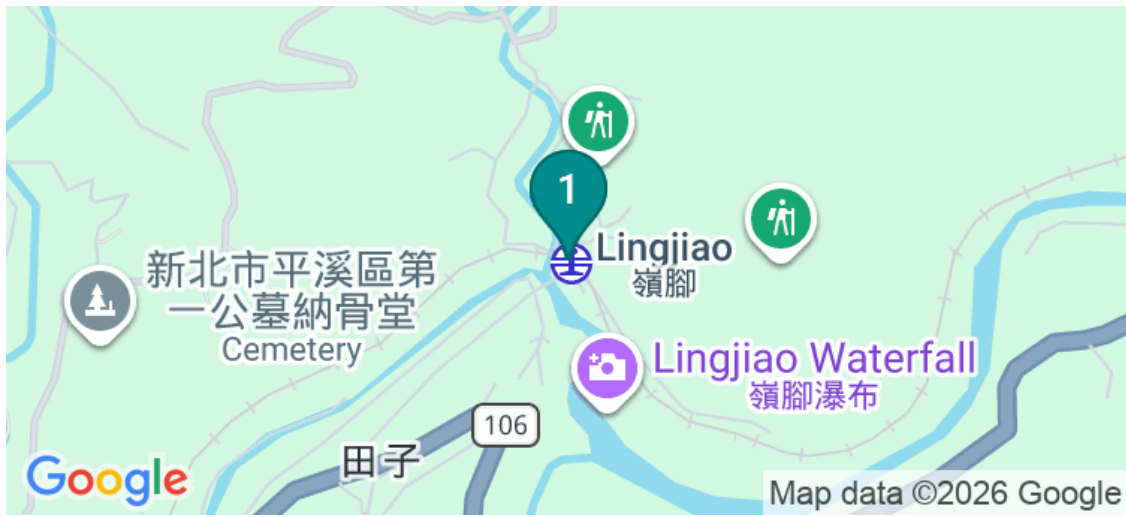 1
Lingjiao
嶺腳
新北市平溪區第
一公墓納骨堂
Cemetery
Lingjiao Waterfall
嶺腳瀑布
106
田子
Google
Map data ©2026 Google